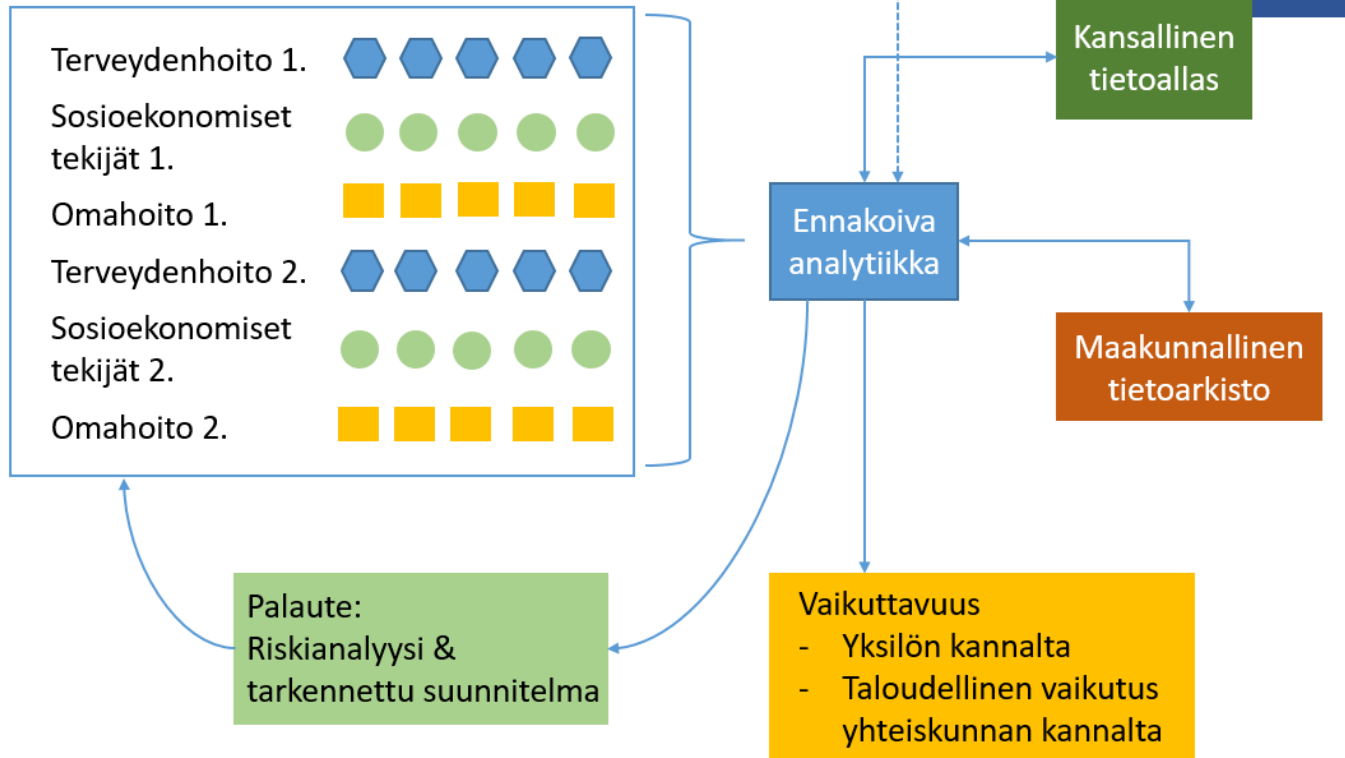 Terveydenhoito 1.
Sosioekonomiset
tekijät 1.
Omahoito 1.
Terveydenhoito 2.
Sosioekonomiset
tekijät 2.
Omahoito 2.
Ennakoiva
analytiikka
Kansallinen
tietoallas
Maakunnallinen
tietoarkisto
Palaute:
Riskianalyysi &
tarkennettu suunnitelma
Vaikuttavuus
- Yksilön kannalta
- Taloudellinen vaikutus
yhteiskunnan kannalta